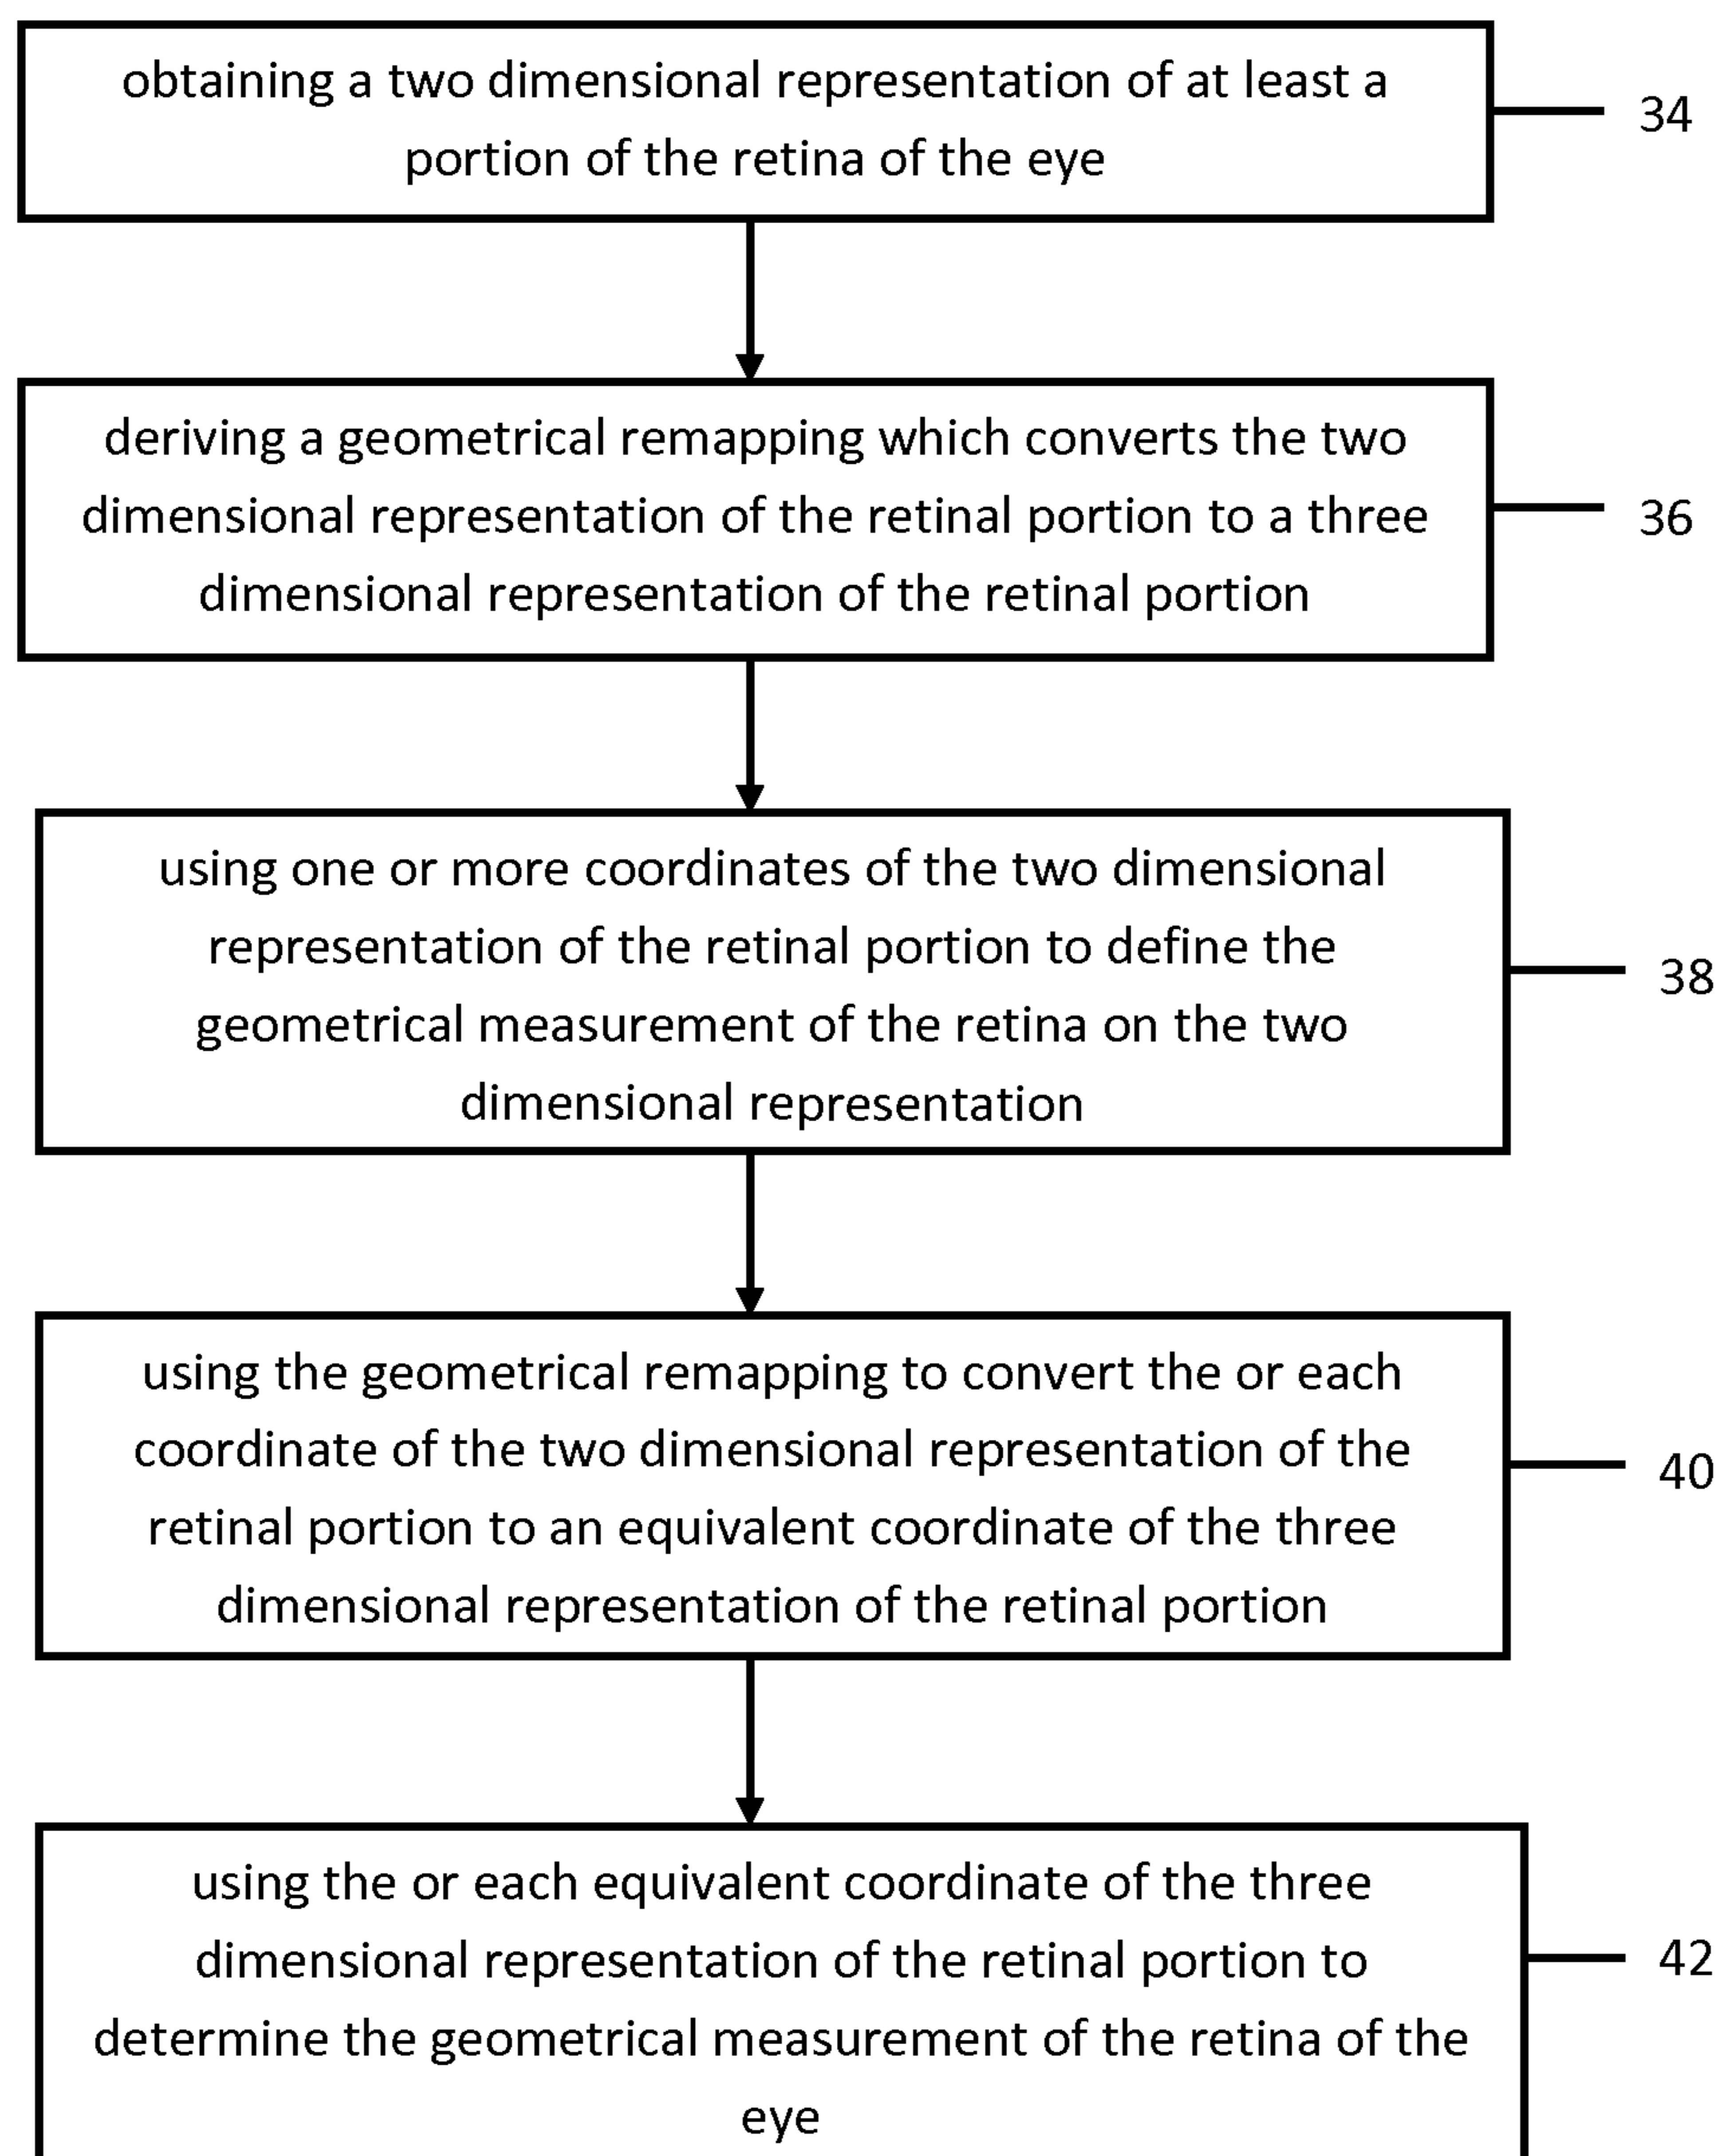 obtaining a two dimensional representation of at least a
portion of the retina of the eye
34
deriving a geometrical remapping which converts the two
dimensional representation of the retinal portion to a three
dimensional representation of the retinal portion
36
using one or more coordinates of the two dimensional
representation of the retinal portion to define the
geometrical measurement of the retina on the two
dimensional representation
38
using the geometrical remapping to convert the or each
coordinate of the two dimensional representation of the
retinal portion to an equivalent coordinate of the three
dimensional representation of the retinal portion
40
using the or each equivalent coordinate of the three
dimensional representation of the retinal portion to
determine the geometrical measurement of the retina of the
eye
42